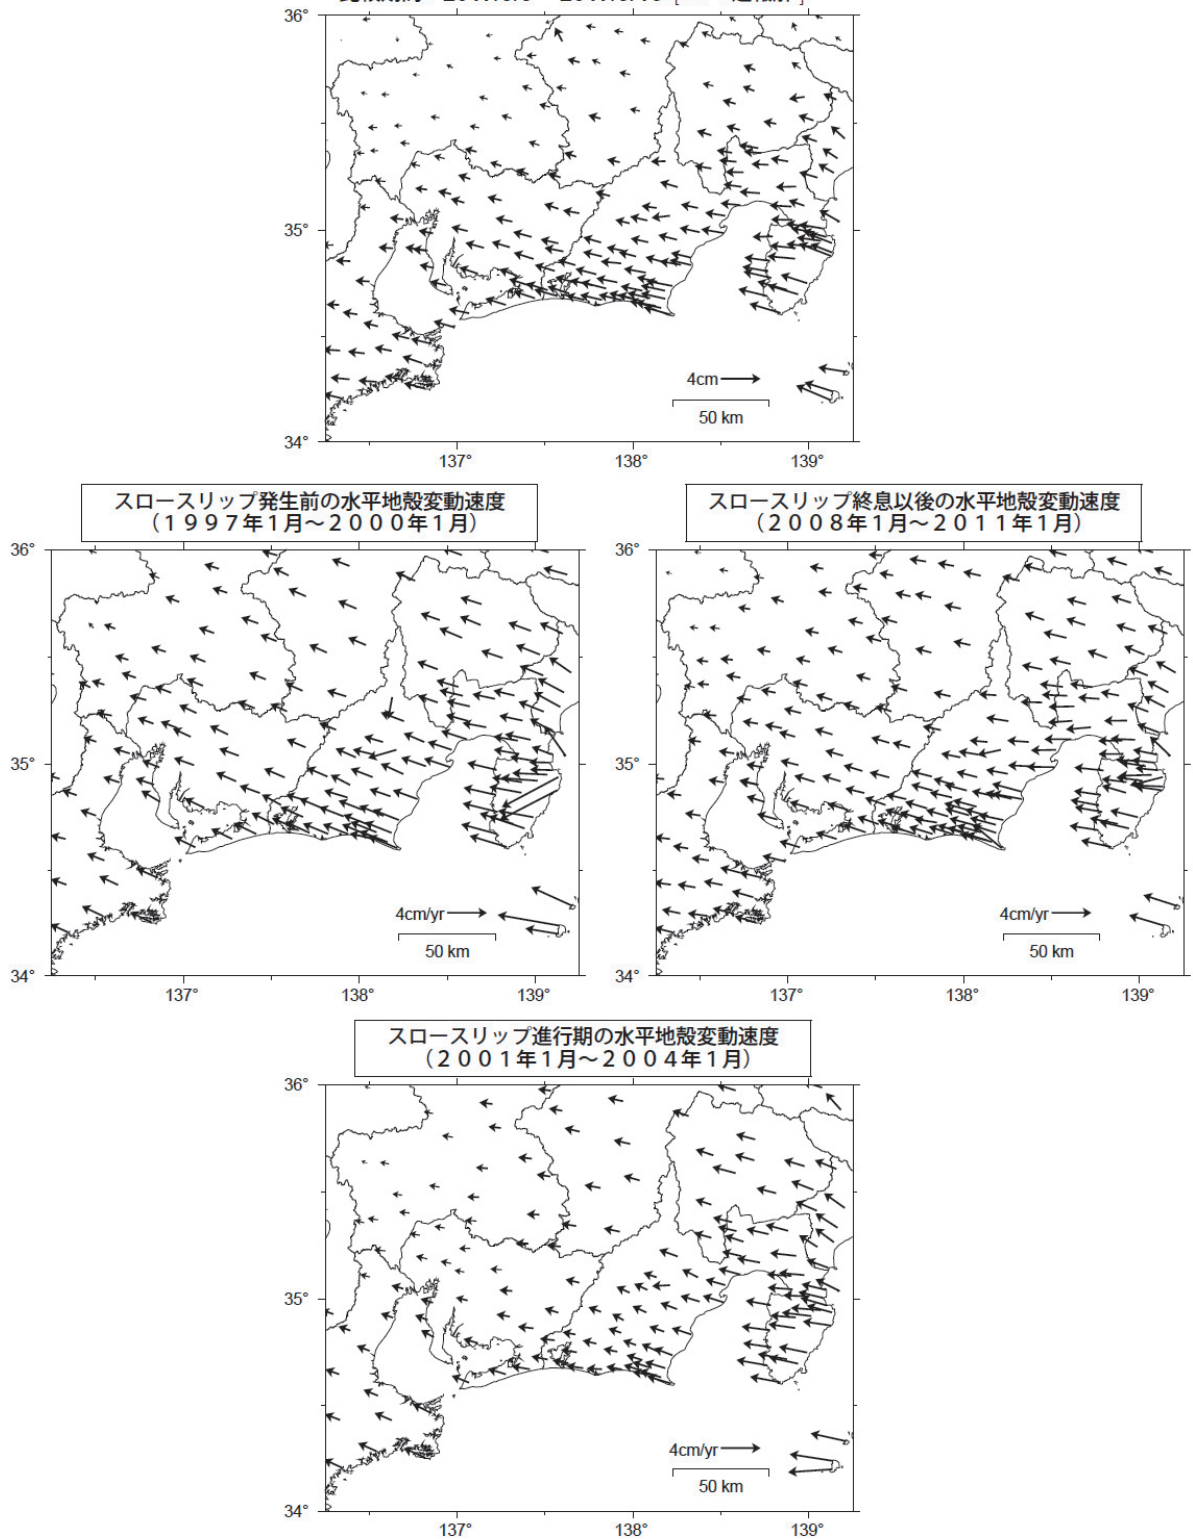 36°
35°
34°
4cm
50 km
137°
138°
139°
スロースリップ発生前の水平地殻変動速度
(1997年1月～2000年1月)
スロースリップ終息以後の水平地殻変動速度
(2008年1月～2011年1月)
36°
35°
34°
4cm/yr
50 km
137°
138°
139°
36°
35°
34°
4cm/yr
50 km
137°
138°
139°
スロースリップ進行期の水平地殻変動速度
(2001年1月～2004年1月)
36°
35°
34°
4cm/yr
50 km
137°
138°
139°